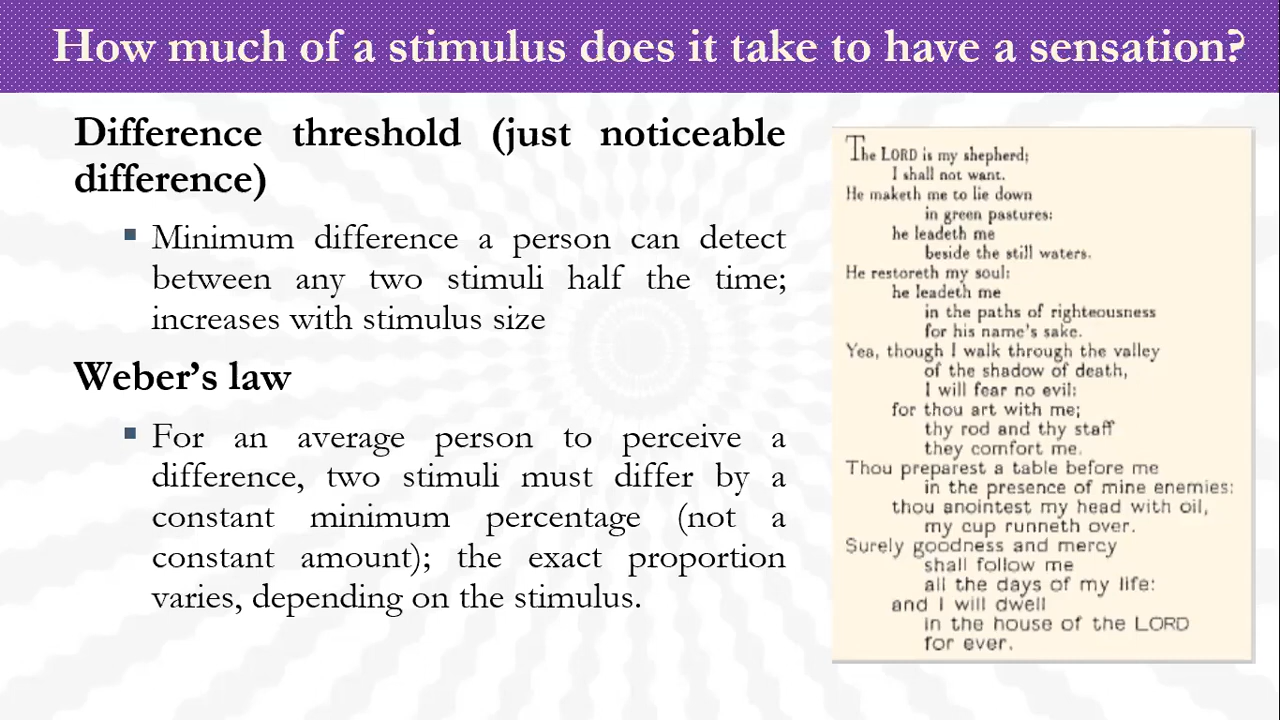 How much of a stimulus does it take to have a sensation?
Difference threshold (just noticeable
difference)
▪ Minimum difference a person can detect
between any two stimuli half the time;
increases with stimulus size
Weber’s law
▪ For an average person to perceive a
difference, two stimuli must differ by a
constant minimum percentage (not a
constant amount); the exact proportion
varies, depending on the stimulus.
The LORD is my shepherd;
I shall not want.
He maketh me to lie down
in green pastures:
he leadeth me
beside the still waters.
He restoreth my soul:
he leadeth me
in the paths of righteousness
for his name's sake.
Yea, though I walk through the valley
of the shadow of death,
I will fear no evil:
for thou art with me;
thy rod and thy staff
they comfort me.
Thou preparest a table before me
in the presence of mine enemies:
thou anointest my head with oil,
my cup runneth over.
Surely goodness and mercy
shall follow me
all the days of my life:
and I will dwell
in the house of the LORD
for ever.